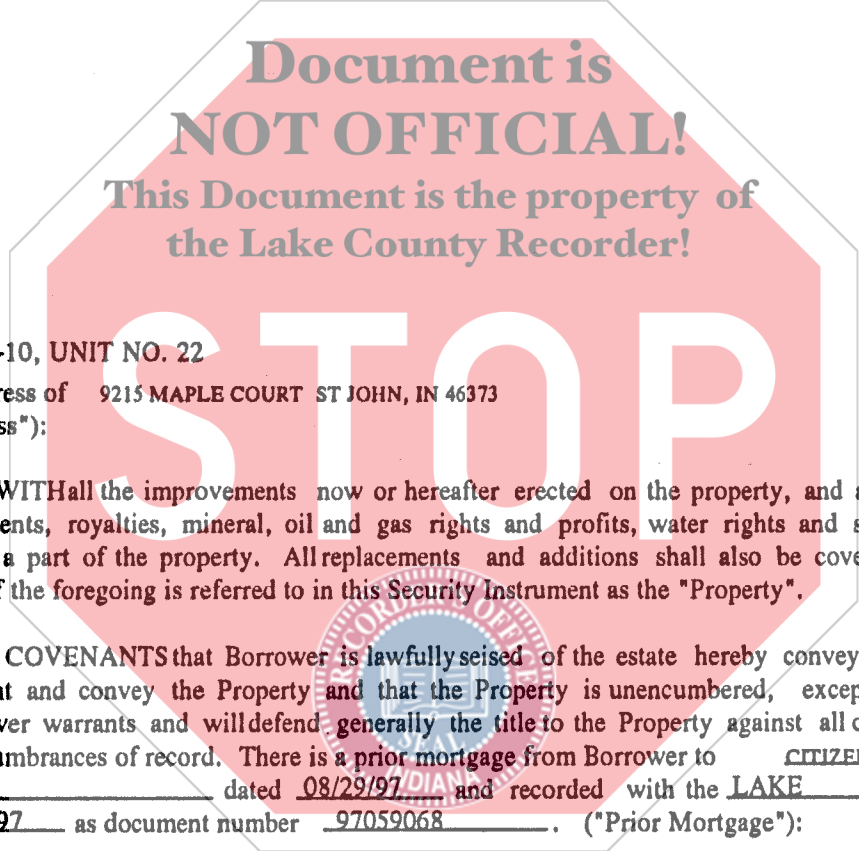 Document is
NOT OFFICIAL!
This Document is the property of
the Lake County Recorder!
STOP
-10, UNIT NO. 22
ress of 9215 MAPLE COURT ST JOHN, IN 46373
ss"):
WITHall the improvements now or hereafter erected on the property, and a
ents, royalties, mineral, oil and gas rights and profits, water rights and s
a part of the property. All replacements and additions shall also be cove
f the foregoing is referred to in this Security Instrument as the "Property".
COVENANTS that Borrower is lawfully seised of the estate hereby convey
nt and convey the Property and that the Property is unencumbered, excep
ver warrants and will defend generally the title to the Property against all c
umbrances of record. There is a prior mortgage from Borrower to CITIZE
dated 08/29/97 and recorded with the LAKE
97 as document number 97059068. ("Prior Mortgage"):
RECORDER'S OFFICE
SEAL
INDIANA